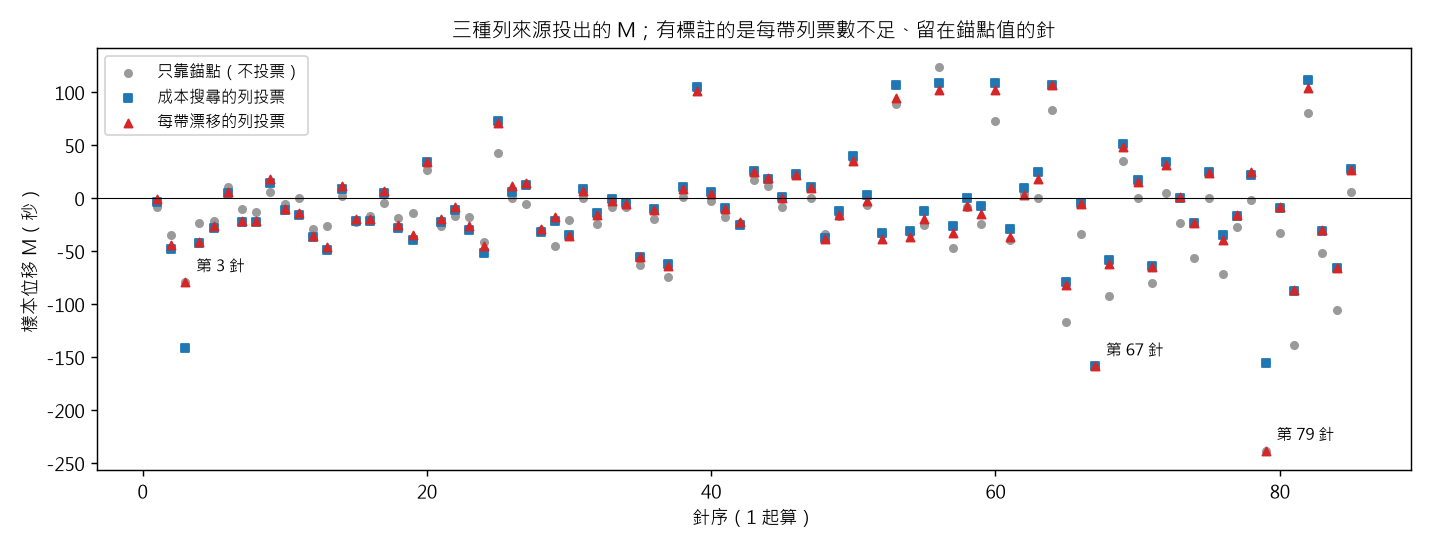 三種列來源投出的 M；有標註的是每帶列票數不足、留在錨點值的針
只靠錨點（不投票）
成本搜尋的列投票
每帶漂移的列投票
樣本位移 M（秒）
100
50
0
-50
-100
-150
-200
-250
第 3 針
第 67 針
第 79 針
0
20
40
60
80
針序（1 起算）